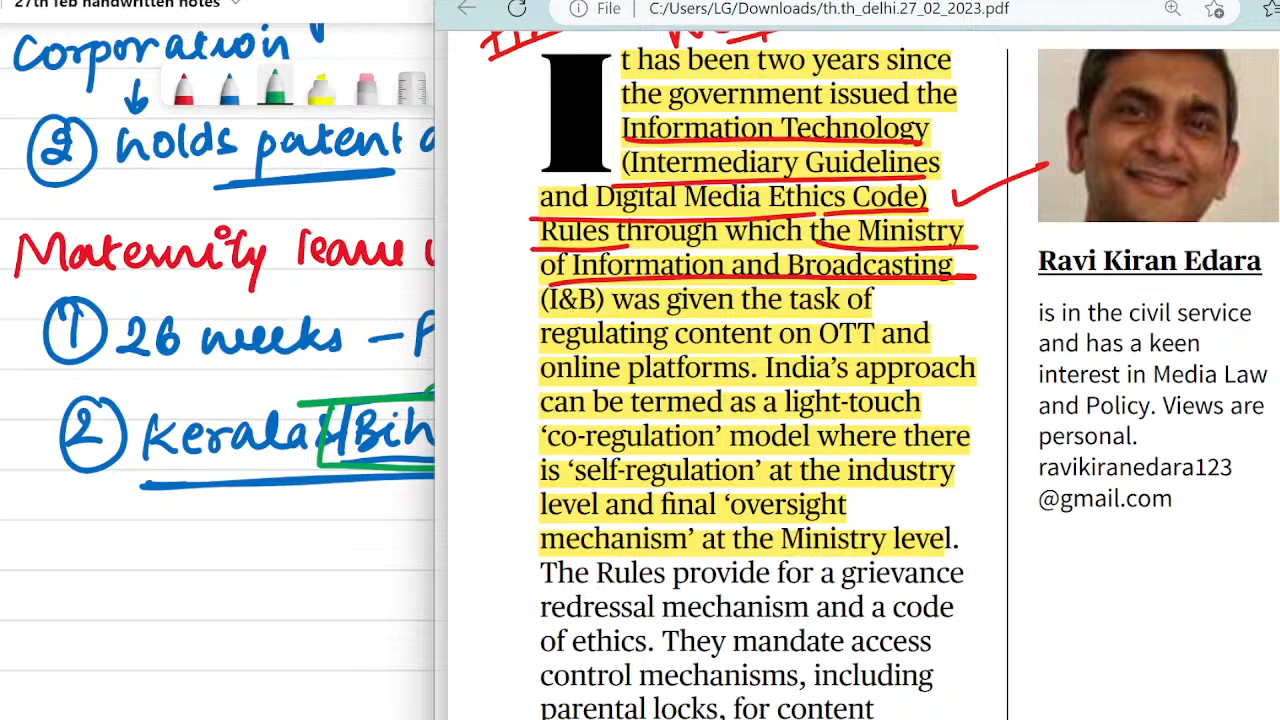 27th feb handwritten notes
Corporation
② holds patent
Maternity leave
① 26 weeks -
② Kerala & Bih
File C:/Users/LG/Downloads/th.th_delhi.27_02_2023.pdf
It has been two years since
the government issued the
Information Technology
(Intermediary Guidelines
and Digital Media Ethics Code)
Rules through which the Ministry
of Information and Broadcasting
(I&B) was given the task of
regulating content on OTT and
online platforms. India's approach
can be termed as a light-touch
'co-regulation' model where there
is 'self-regulation' at the industry
level and final 'oversight
mechanism' at the Ministry level.
The Rules provide for a grievance
redressal mechanism and a code
of ethics. They mandate access
control mechanisms, including
parental locks, for content
Ravi Kiran Edara
is in the civil service
and has a keen
interest in Media Law
and Policy. Views are
personal.
ravikiranedara123
@gmail.com